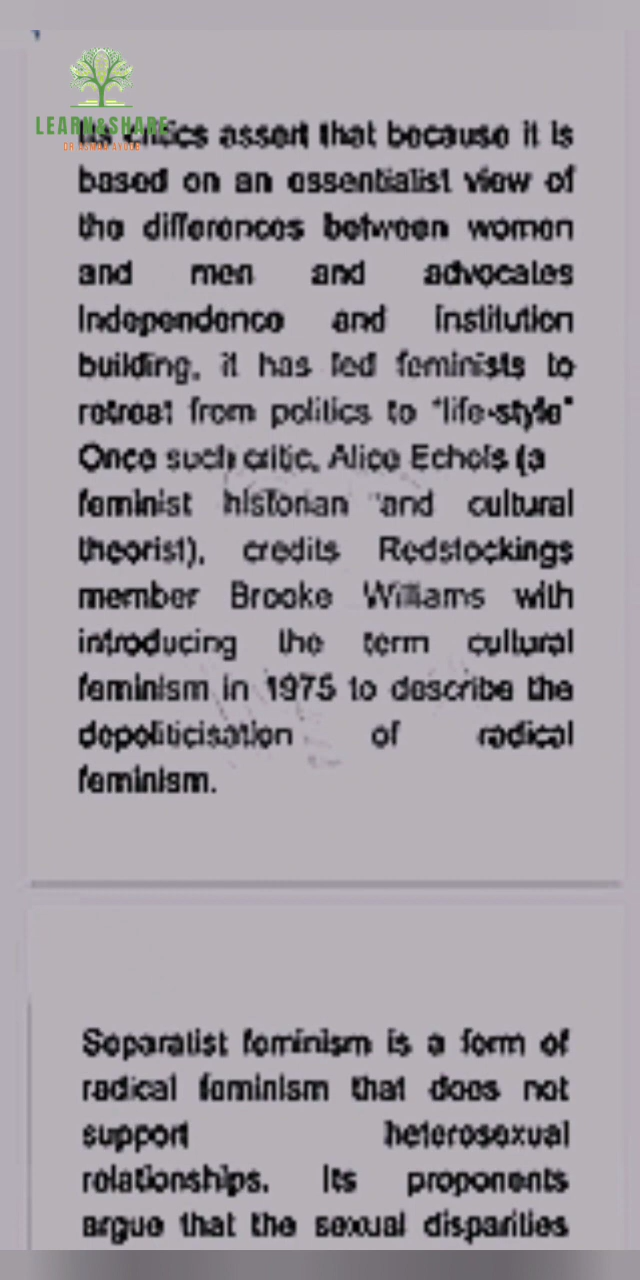 LEARN&SHARE
Its critics assert that because it is
based on an essentialist view of
the differences between women
and men and advocates
independence and institution
building, it has led feminists to
retreat from politics to "life-style"
Once such critic, Alice Echols (a
feminist historian and cultural
theorist), credits Redstockings
member Brooke Williams with
introducing the term cultural
feminism in 1975 to describe the
depoliticisation of radical
feminism.
Separatist feminism is a form of
radical feminism that does not
support heterosexual
relationships. Its proponents
argue that the sexual disparities